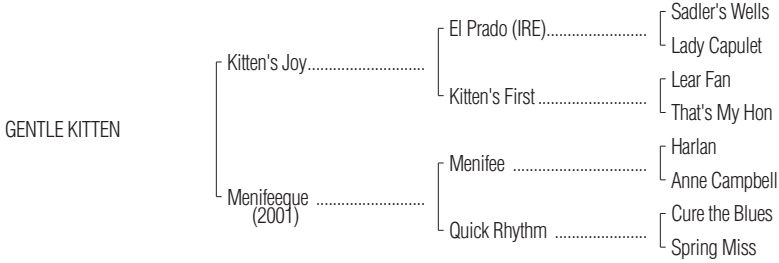 Sadler's Wells
El Prado (IRE)........................
Lady Capulet
Kitten's Joy............................
Lear Fan
Kitten's First ..........................
That's My Hon
GENTLE KITTEN
Harlan
Menifee ................................
Anne Campbell
Menifeeque ..........................
(2001)
Cure the Blues
Quick Rhythm ......................
Spring Miss